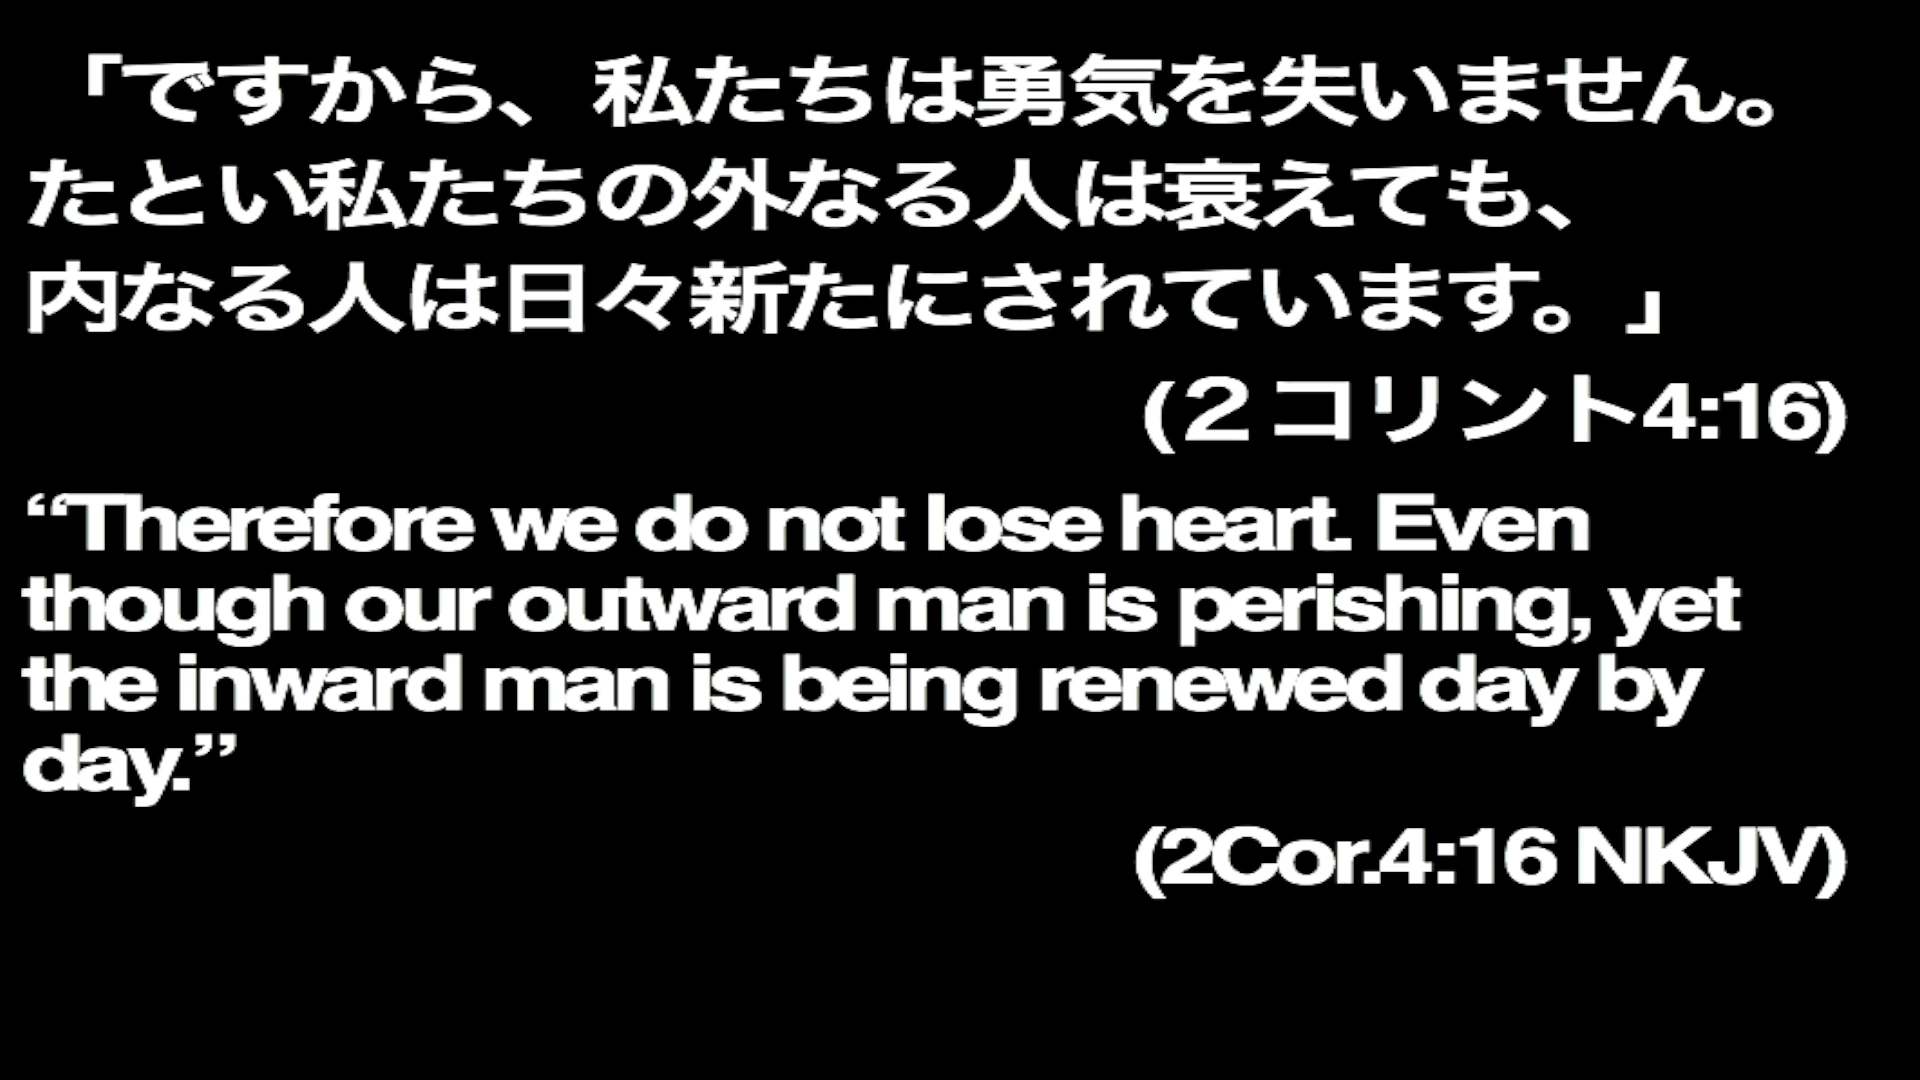 「ですから、私たちは勇気を失いません。
たとい私たちの外なる人は衰えても、
内なる人は日々新たにされています。」
(２コリント4:16)
“Therefore we do not lose heart. Even
though our outward man is perishing, yet
the inward man is being renewed day by
day.”
(2Cor.4:16 NKJV)